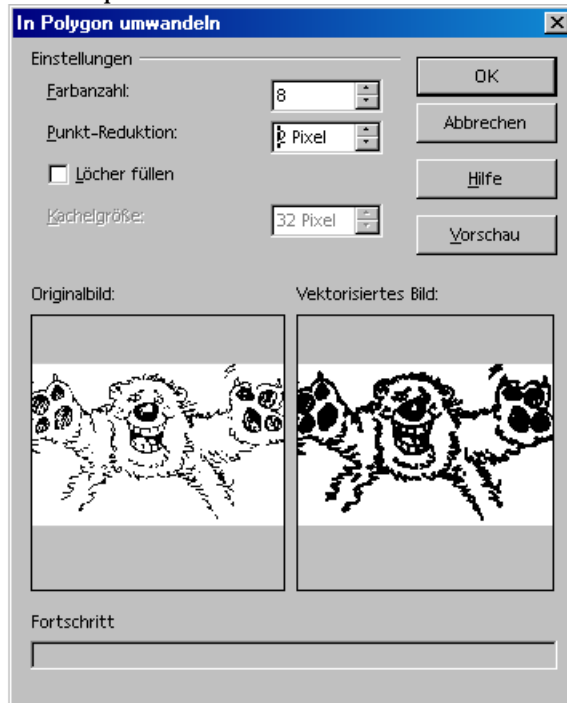 In Polygon umwandeln
Einstellungen
Farbanzahl:
8
Punkt-Reduktion:
2 Pixel
Löcher füllen
Kachelgröße:
32 Pixel
OK
Abbrechen
Hilfe
Vorschau
Originalbild:
Vektorisiertes Bild:
Fortschritt